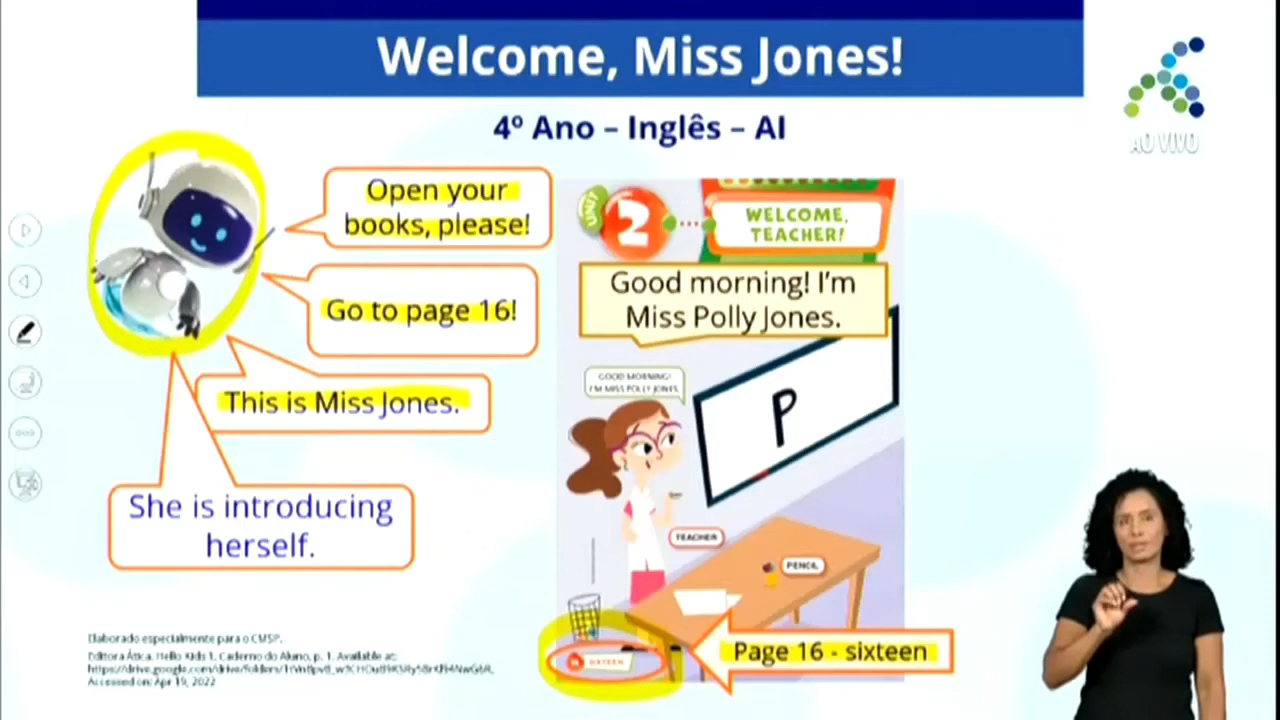 Welcome, Miss Jones!
4º Ano – Inglês – AI
AO VIVO
Open your
books, please!
Go to page 16!
This is Miss Jones.
She is introducing
herself.
UNIT
2
WELCOME,
TEACHER!
Good morning! I'm
Miss Polly Jones.
GOOD MORNING!
I'M MISS POLLY JONES.
P
TEACHER
PENCIL
SIXTEEN
Page 16 - sixteen
Elaborado especialmente para o CMSP.
Editora Ática. Hello Kids 1. Caderno do Aluno, p. 1. Available at:
Accessed on: Apr 19, 2022